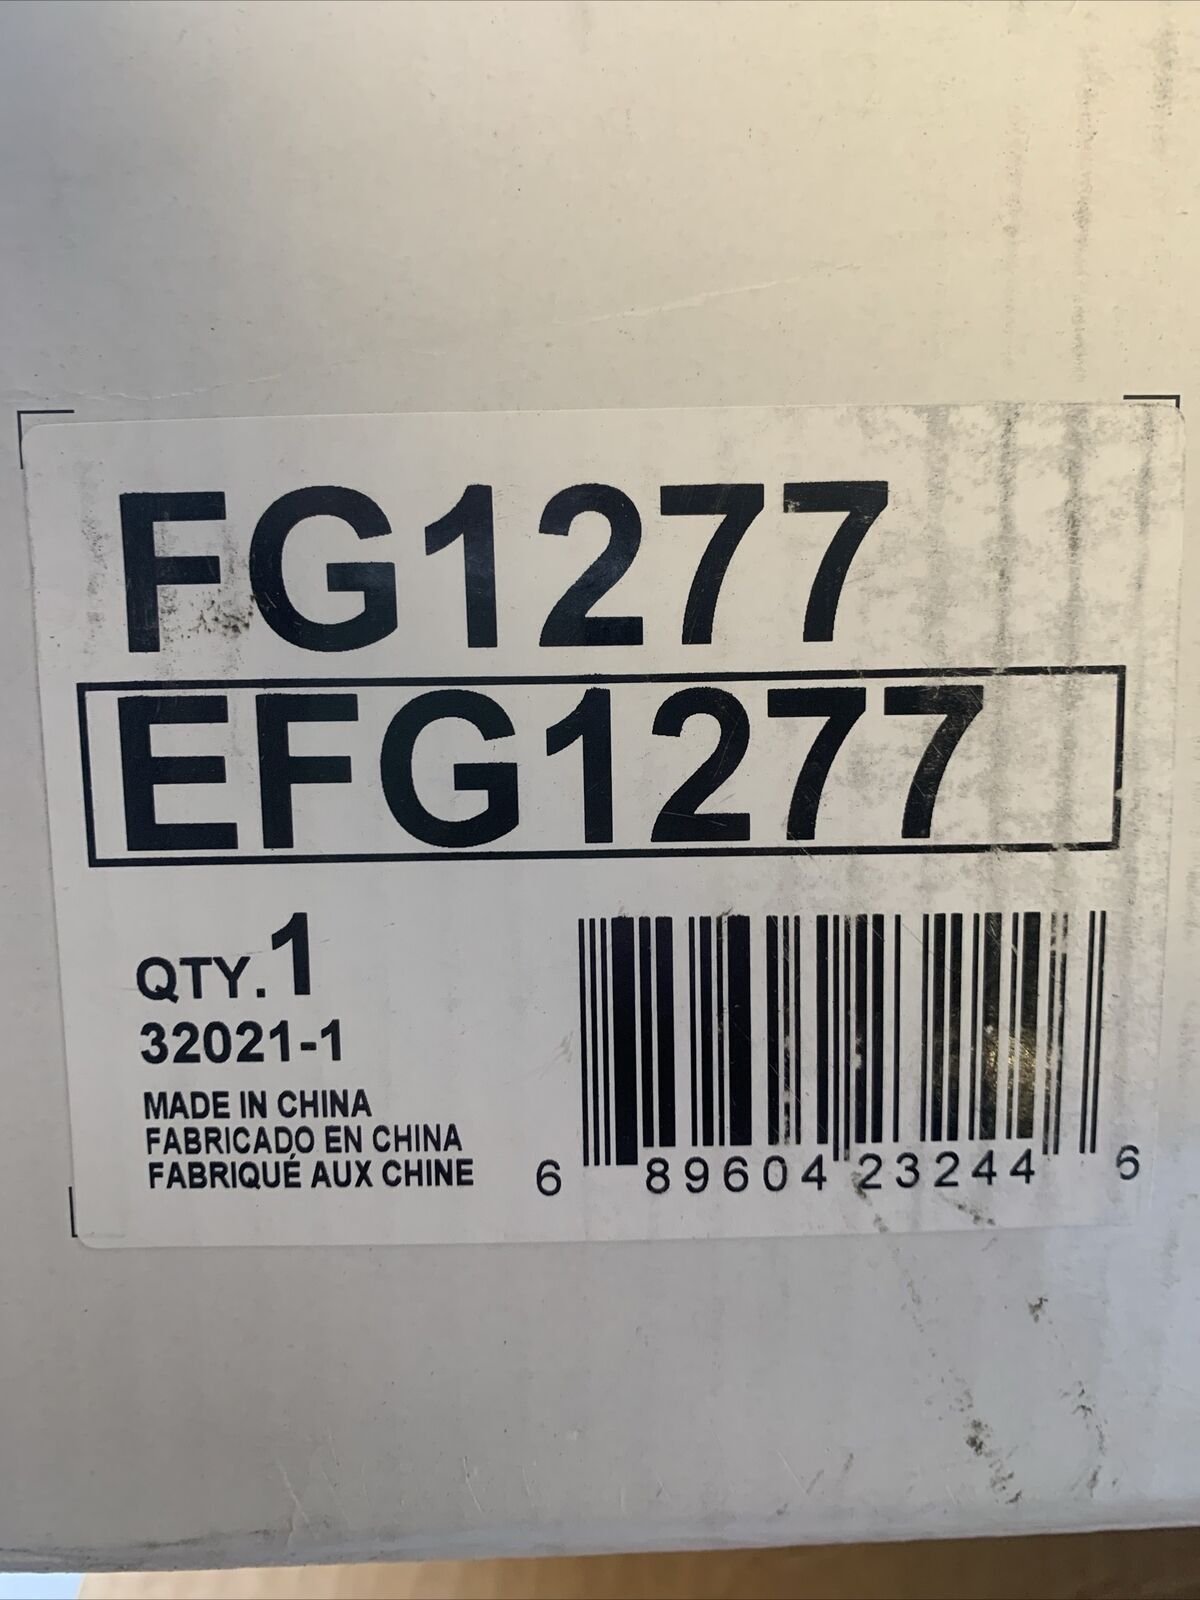 FG1277
EFG1277
QTY. 1
32021-1
MADE IN CHINA
FABRICADO EN CHINA
FABRIQUÉ AUX CHINE
6 89604 23244 6